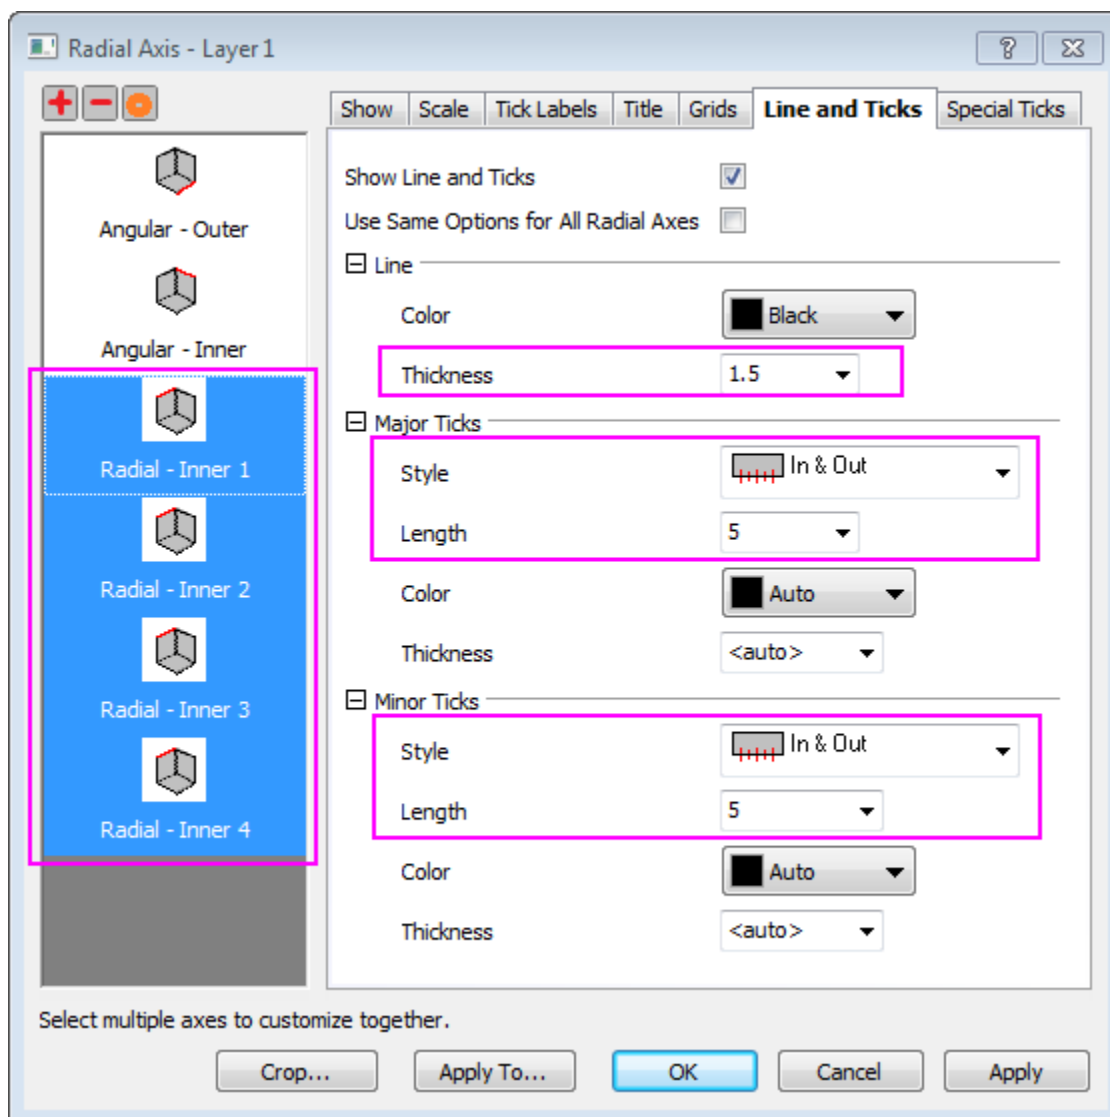 Radial Axis - Layer 1
Show Scale Tick Labels Title Grids Line and Ticks Special Ticks
Angular - Outer
Angular - Inner
Radial - Inner 1
Radial - Inner 2
Radial - Inner 3
Radial - Inner 4
Show Line and Ticks
Use Same Options for All Radial Axes
Line
Color Black
Thickness 1.5
Major Ticks
Style In & Out
Length 5
Color Auto
Thickness <auto>
Minor Ticks
Style In & Out
Length 5
Color Auto
Thickness <auto>
Select multiple axes to customize together.
Crop... Apply To... OK Cancel Apply